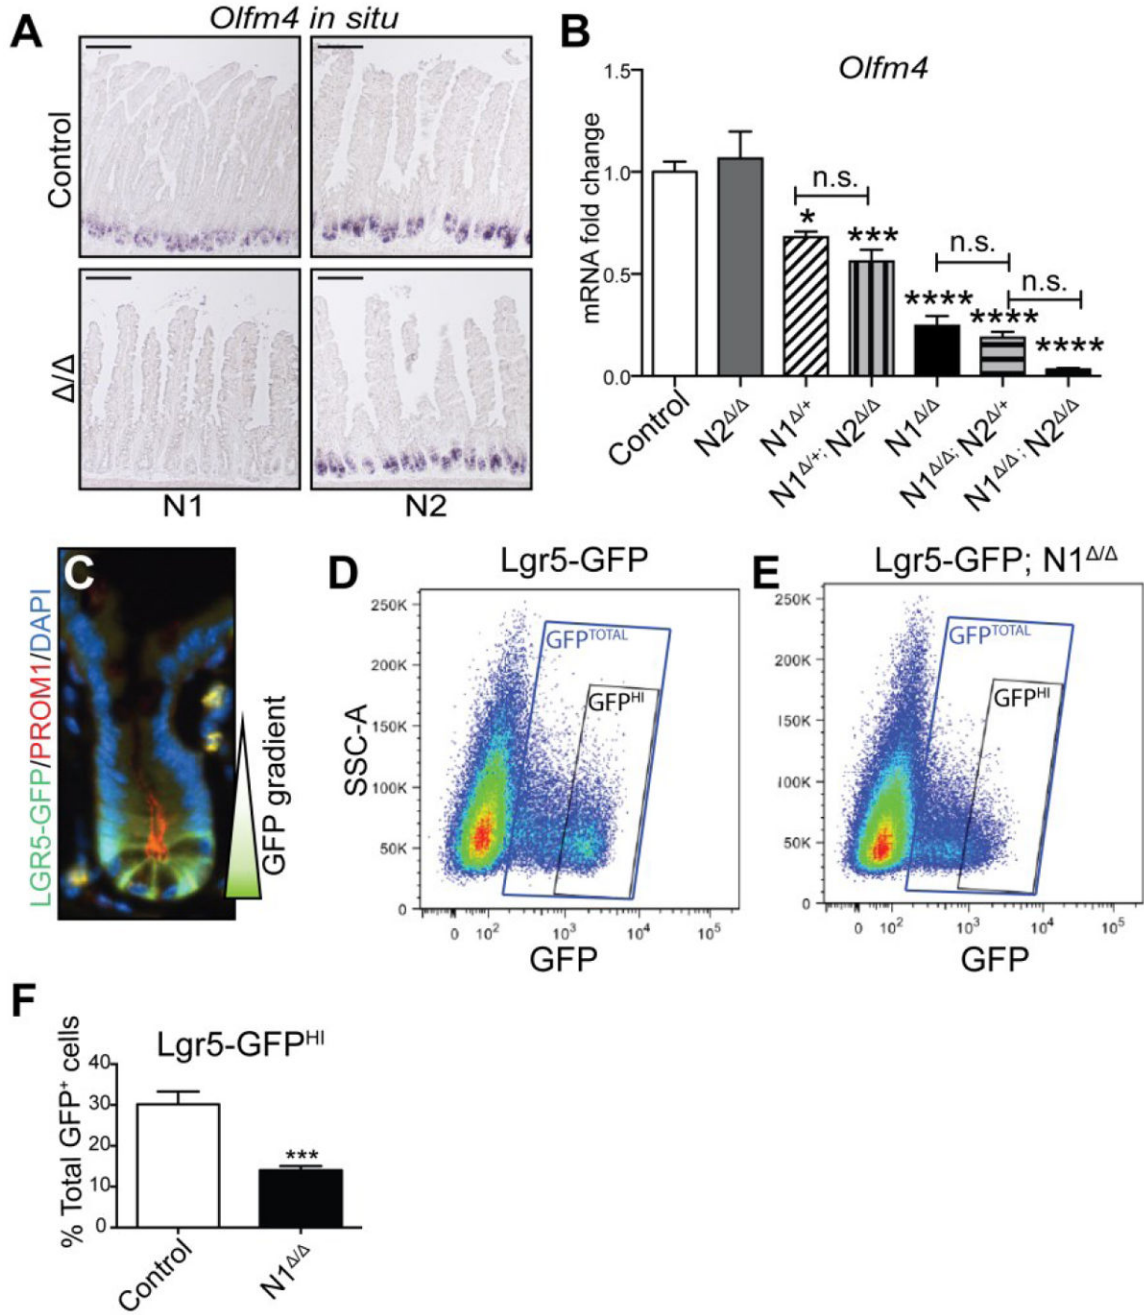 A
Olfm4 in situ
Control
Δ/Δ
N1
N2
B
Olfm4
mRNA fold change
1.5
1.0
0.5
0.0
n.s.
n.s.
n.s.
*
***
****
****
****
Control
N2Δ/Δ
N1Δ/+
N1Δ/+; N2Δ/Δ
N1Δ/Δ
N1Δ/Δ; N2Δ/+
N1Δ/Δ; N2Δ/Δ
C
LGR5-GFP/PROM1/DAPI
GFP gradient
D
Lgr5-GFP
SSC-A
250K
200K
150K
100K
50K
0
GFPTOTAL
GFPHI
0 10² 10³ 10⁴ 10⁵
GFP
E
Lgr5-GFP; N1Δ/Δ
250K
200K
150K
100K
50K
0
GFPTOTAL
GFPHI
0 10² 10³ 10⁴ 10⁵
GFP
F
Lgr5-GFPHI
% Total GFP⁺ cells
40
30
20
10
0
***
Control
N1Δ/Δ